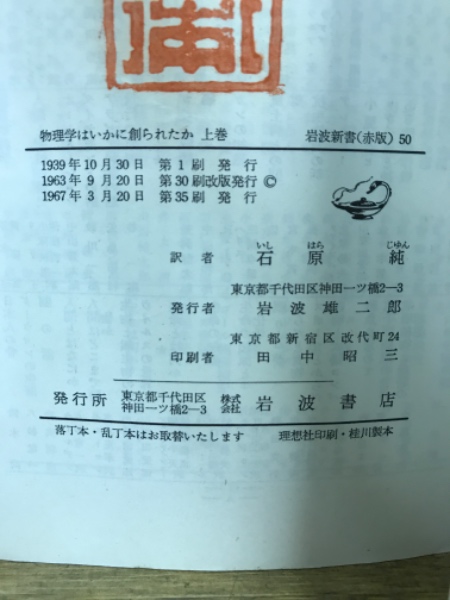 物理学はいかに創られたか 上巻 岩波新書(赤版) 50
1939年10月30日 第1刷 発行
1963年9月20日 第30刷改版発行 ©
1967年3月20日 第35刷 発行
いし はら じゆん
訳者 石原 純
東京都千代田区神田一ツ橋2―3
発行者 岩波雄二郎
東京都新宿区改代町24
印刷者 田中昭三
発行所 東京都千代田区神田一ツ橋2―3 株式会社 岩波書店
落丁本・乱丁本はお取替いたします 理想社印刷・桂川製本